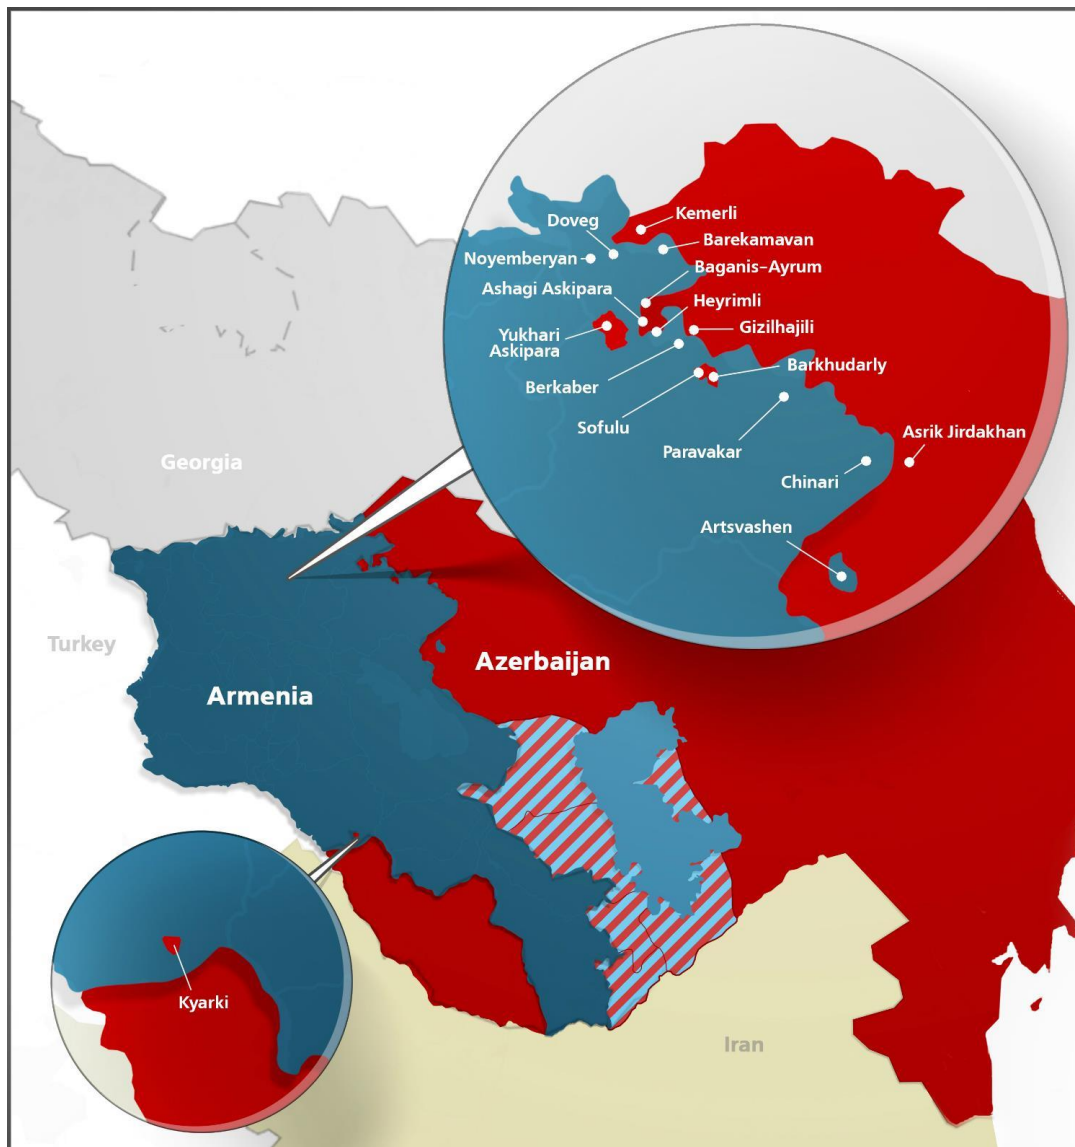 Kemerli
Doveg
Barekamavan
Noyemberyan
Baganis-Ayrum
Ashagi Askipara
Heyrimli
Gizilhajili
Yukhari
Askipara
Barkhudarly
Berkaber
Sofulu
Asrik Jirdakhan
Paravakar
Chinari
Artsvashen
Georgia
Turkey
Azerbaijan
Armenia
Kyarki
Iran